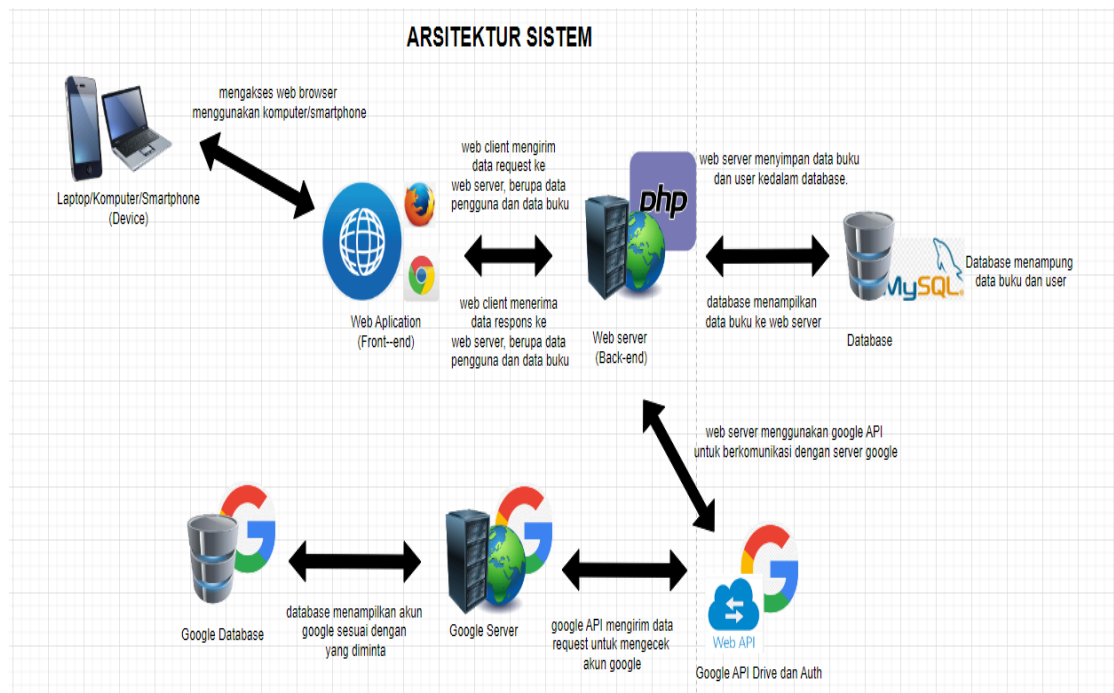 ARSITEKTUR SISTEM
mengakses web browser
menggunakan komputer/smartphone
Laptop/Komputer/Smartphone
(Device)
web client mengirim
data request ke
web server, berupa data
pengguna dan data buku
web client menerima
data respons ke
web server, berupa data
pengguna dan data buku
Web Aplication
(Front--end)
php
Web server
(Back-end)
web server menyimpan data buku
dan user kedalam database.
database menampilkan
data buku ke web server
MySQL
Database
Database menampung
data buku dan user
web server menggunakan google API
untuk berkomunikasi dengan server google
Google Database
database menampilkan akun
google sesuai dengan
yang diminta
Google Server
google API mengirim data
request untuk mengecek
akun google
G
Web API
Google API Drive dan Auth